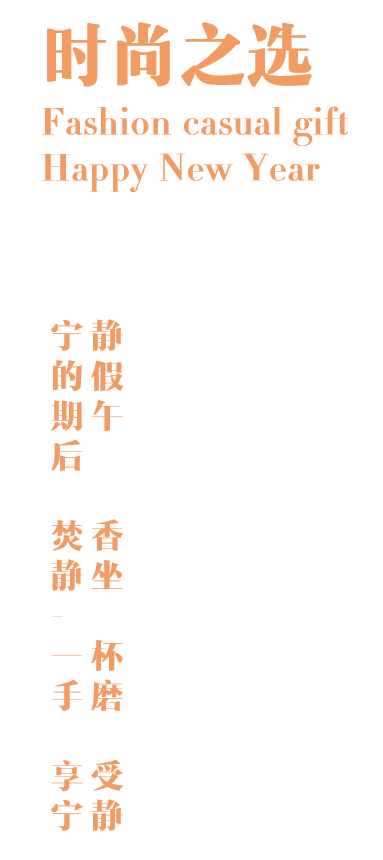 时尚之选
Fashion casual gift
Happy New Year
宁静
的假
期午
后
焚香
静坐
-
一杯
手磨
享受
宁静